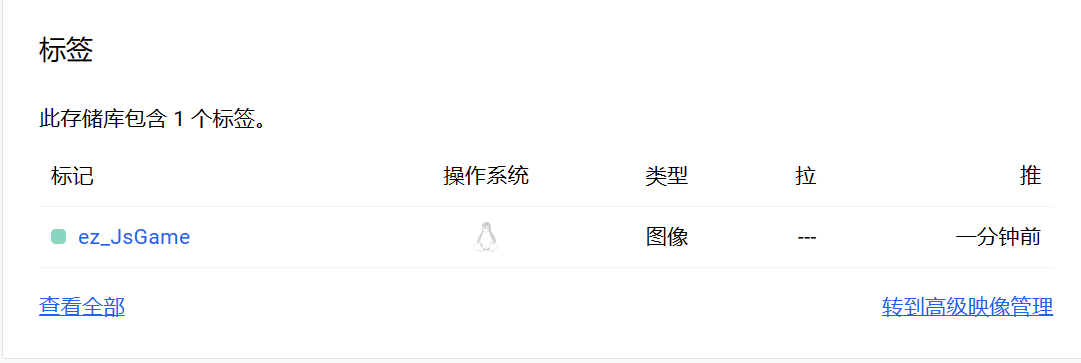 标签
此存储库包含 1 个标签。
标记 操作系统 类型 拉 推
ez_JsGame 图像 --- 一分钟前
查看全部 转到高级映像管理